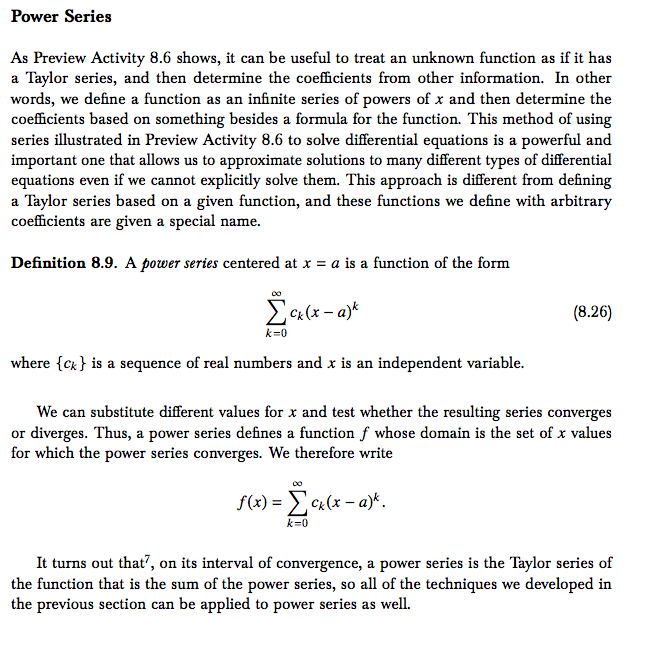 Power Series
As Preview Activity 8.6 shows, it can be useful to treat an unknown function as if it has
a Taylor series, and then determine the coefficients from other information. In other
words, we define a function as an infinite series of powers of x and then determine the
coefficients based on something besides a formula for the function. This method of using
series illustrated in Preview Activity 8.6 to solve differential equations is a powerful and
important one that allows us to approximate solutions to many different types of differential
equations even if we cannot explicitly solve them. This approach is different from defining
a Taylor series based on a given function, and these functions we define with arbitrary
coefficients are given a special name.
Definition 8.9. A power series centered at x = a is a function of the form
∞∑k=0 cₖ(x − a)ᵏ (8.26)
where {cₖ} is a sequence of real numbers and x is an independent variable.
We can substitute different values for x and test whether the resulting series converges
or diverges. Thus, a power series defines a function f whose domain is the set of x values
for which the power series converges. We therefore write
f(x) = ∞∑k=0 cₖ(x − a)ᵏ.
It turns out that⁷, on its interval of convergence, a power series is the Taylor series of
the function that is the sum of the power series, so all of the techniques we developed in
the previous section can be applied to power series as well.